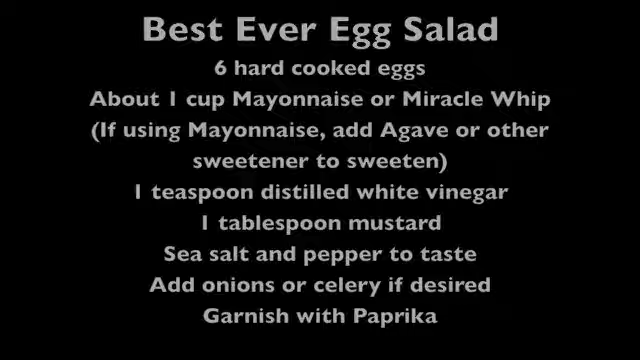 Best Ever Egg Salad
6 hard cooked eggs
About 1 cup Mayonnaise or Miracle Whip
(If using Mayonnaise, add Agave or other
sweetener to sweeten)
1 teaspoon distilled white vinegar
1 tablespoon mustard
Sea salt and pepper to taste
Add onions or celery if desired
Garnish with Paprika